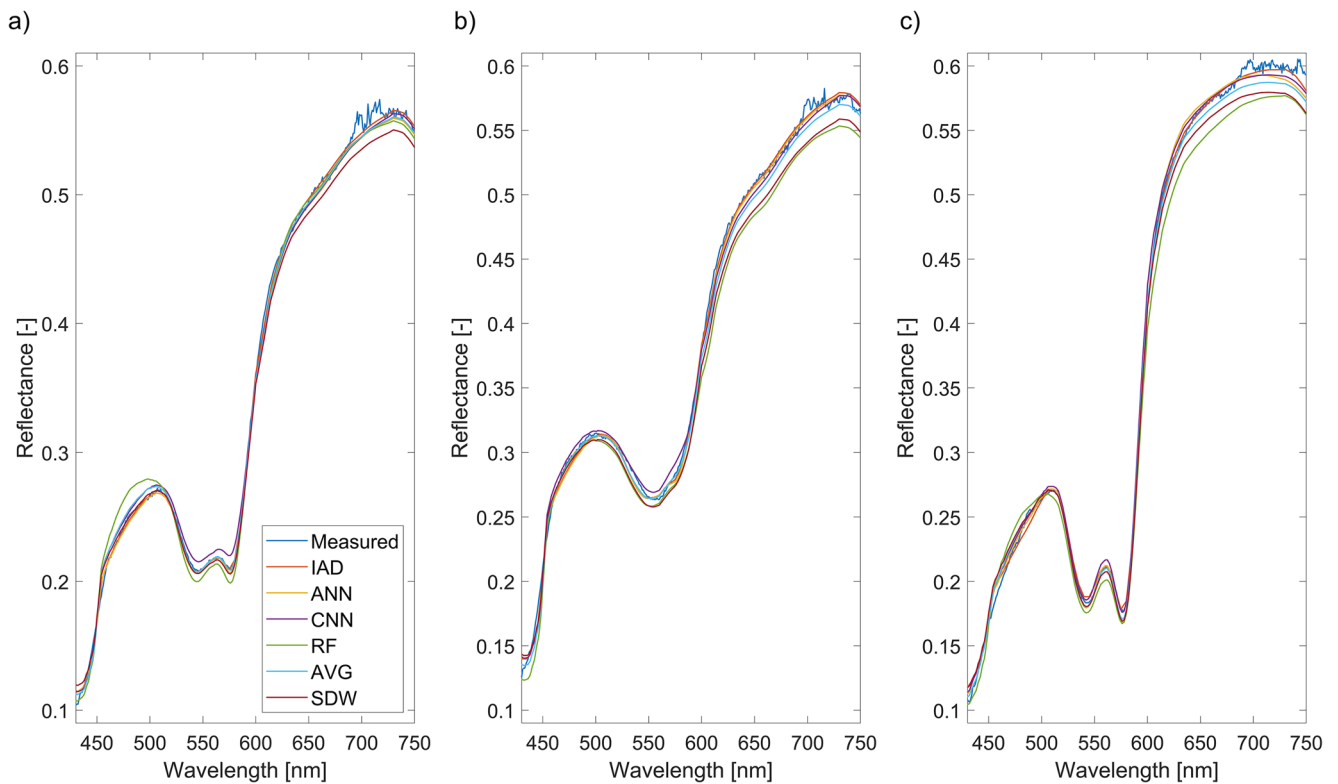 a)
0.6
0.5
0.4
0.3
0.2
0.1
Reflectance [-]
450 500 550 600 650 700 750
Wavelength [nm]
Measured
IAD
ANN
CNN
RF
AVG
SDW
b)
0.6
0.55
0.5
0.45
0.4
0.35
0.3
0.25
0.2
0.15
0.1
Reflectance [-]
450 500 550 600 650 700 750
Wavelength [nm]
c)
0.6
0.55
0.5
0.45
0.4
0.35
0.3
0.25
0.2
0.15
0.1
Reflectance [-]
450 500 550 600 650 700 750
Wavelength [nm]